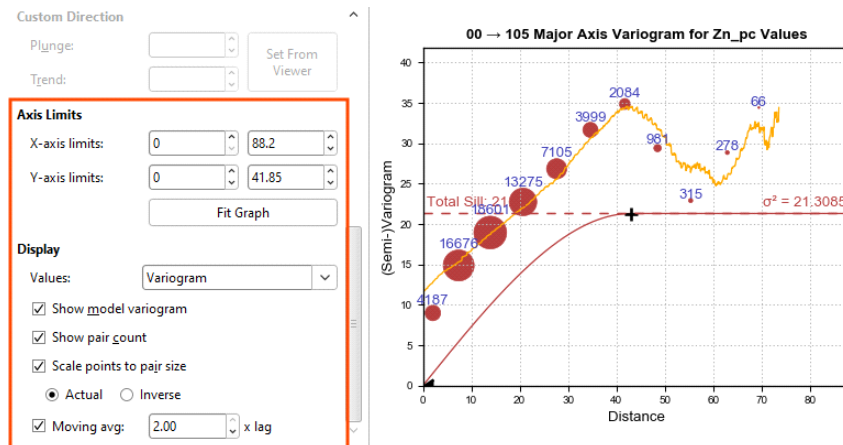 Custom Direction
Plunge:
Trend:
Set From
Viewer
Axis Limits
X-axis limits: 0 88.2
Y-axis limits: 0 41.85
Fit Graph
Display
Values: Variogram
Show model variogram
Show pair count
Scale points to pair size
Actual Inverse
Moving avg: 2.00 x lag
00 → 105 Major Axis Variogram for Zn_pc Values
(Semi-)Variogram
40
35
30
25
20
15
10
5
0
2084
66
3999
981
278
7105
13275
315
Total Sill: 21
σ² = 21.3085
18601
16676
4187
0 10 20 30 40 50 60 70 80
Distance